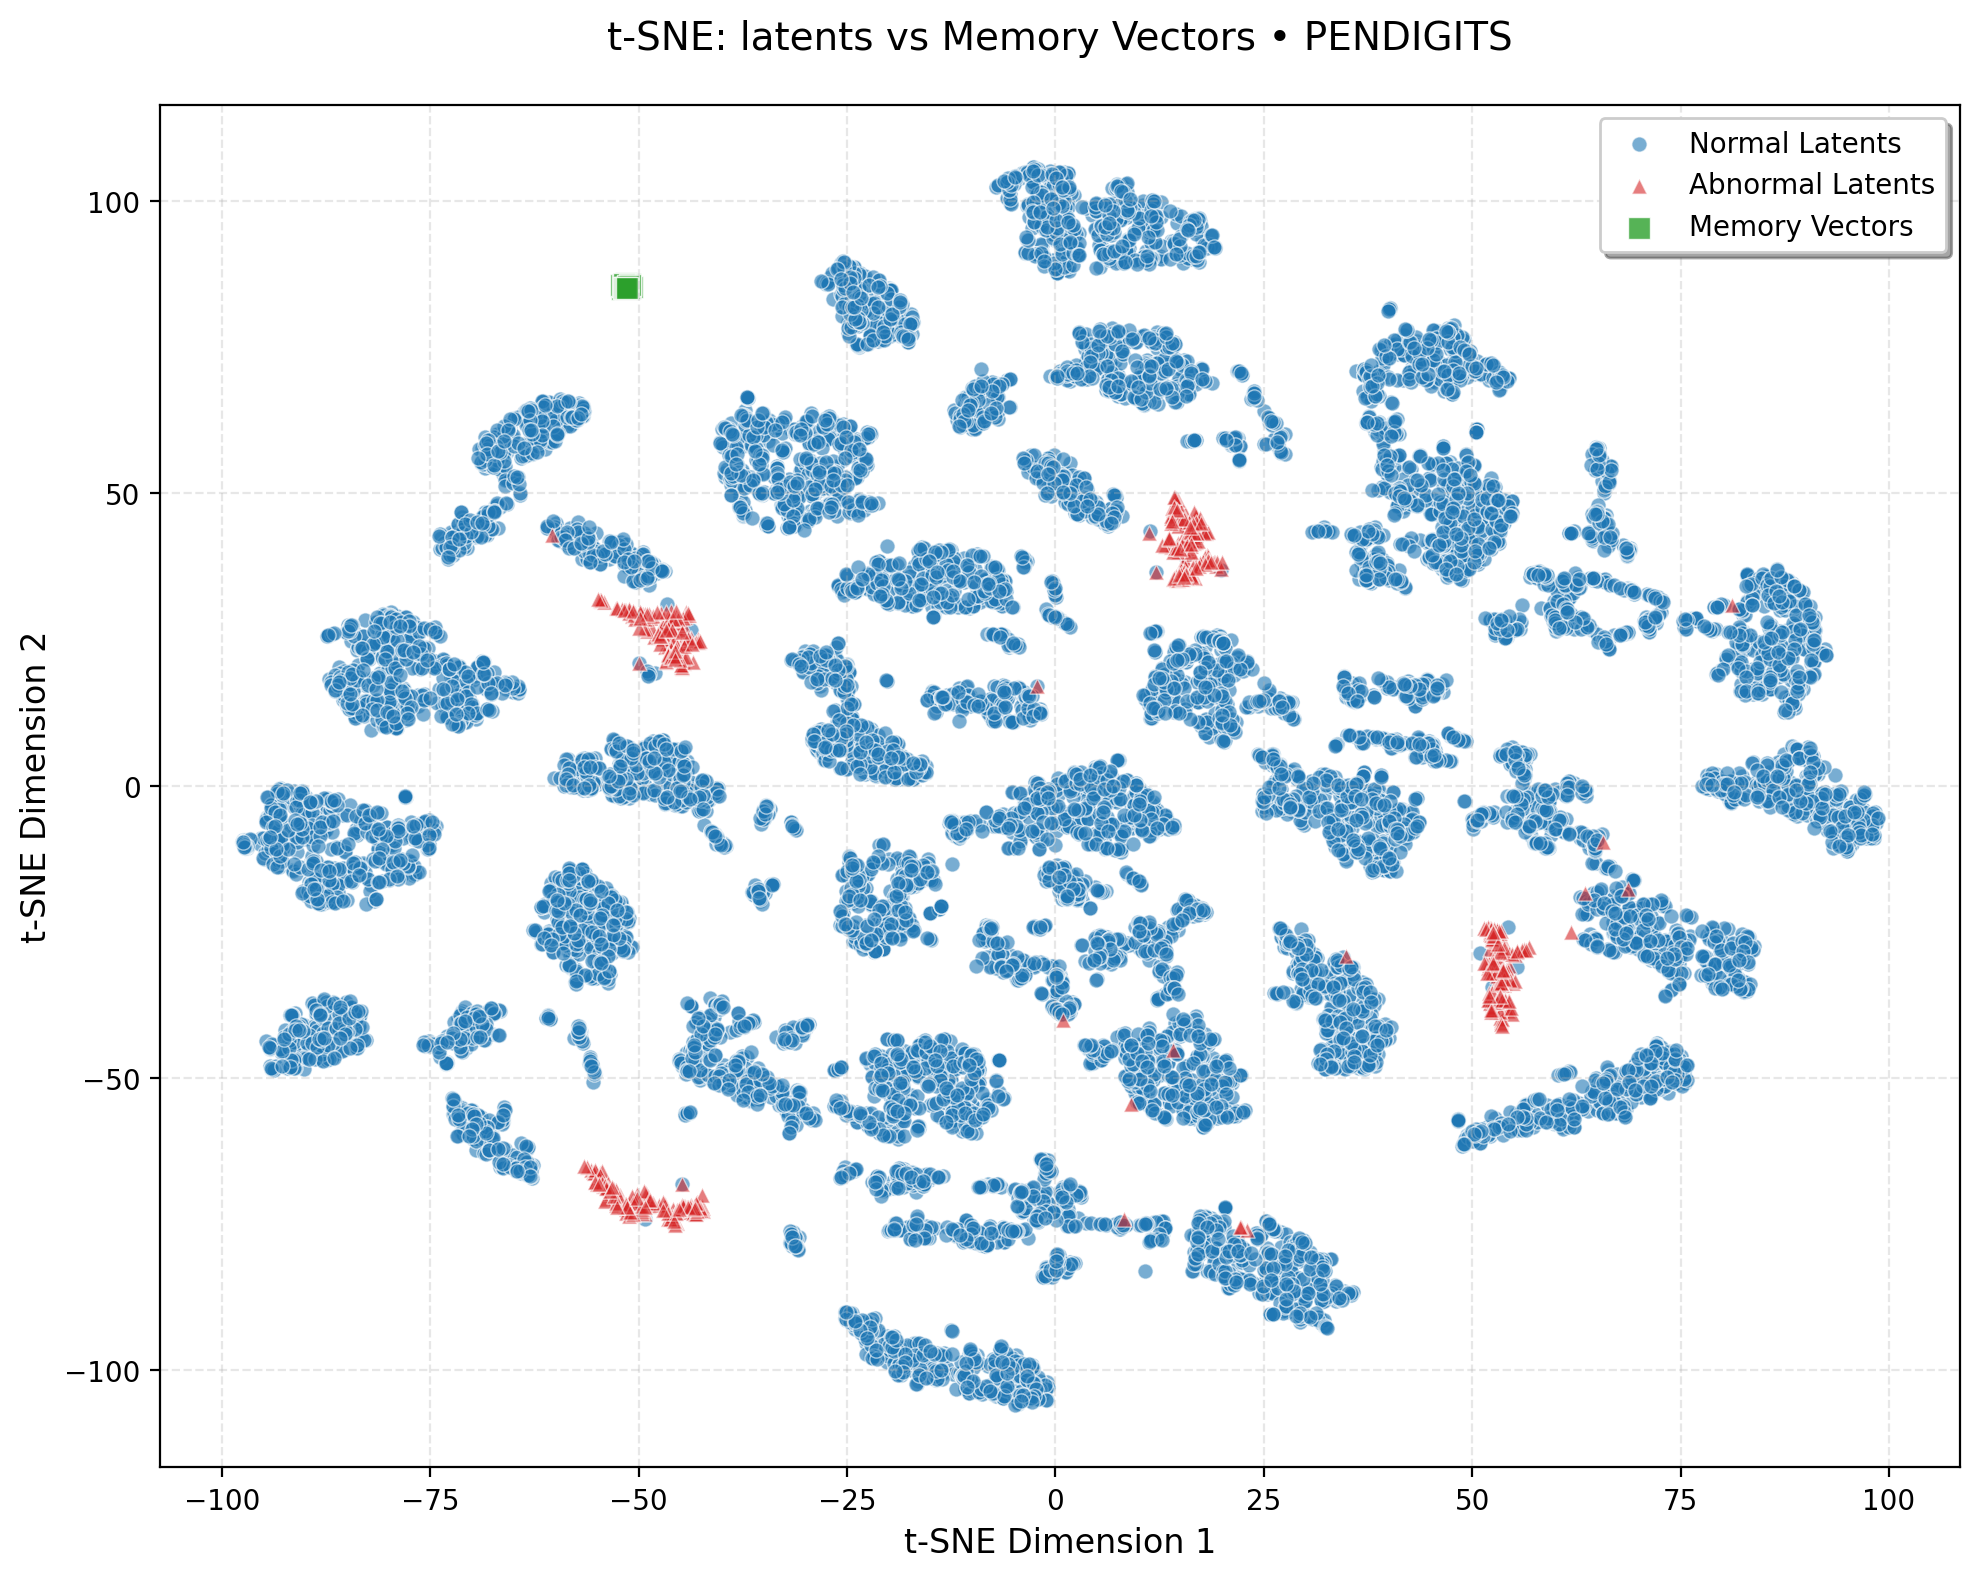 t-SNE: latents vs Memory Vectors • PENDIGITS
Normal Latents
Abnormal Latents
Memory Vectors
t-SNE Dimension 2
100
50
0
−50
−100
−100 −75 −50 −25 0 25 50 75 100
t-SNE Dimension 1